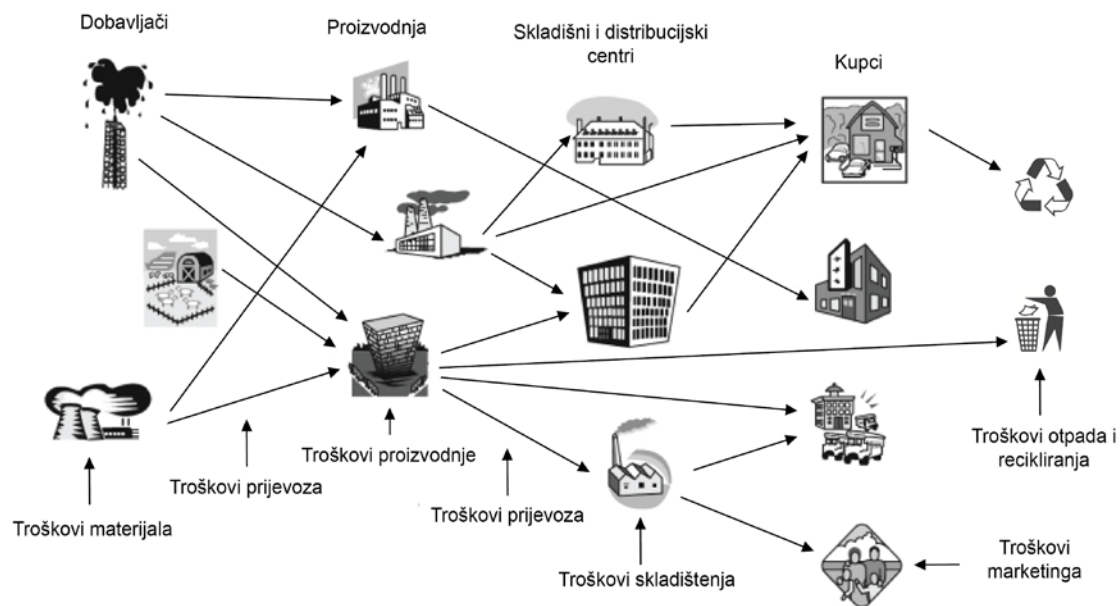 Dobavljači
Proizvodnja
Skladišni i distribucijski
centri
Kupci
Troškovi proizvodnje
Troškovi otpada i
recikliranja
Troškovi prijevoza
Troškovi prijevoza
Troškovi materijala
Troškovi skladištenja
Troškovi
marketinga